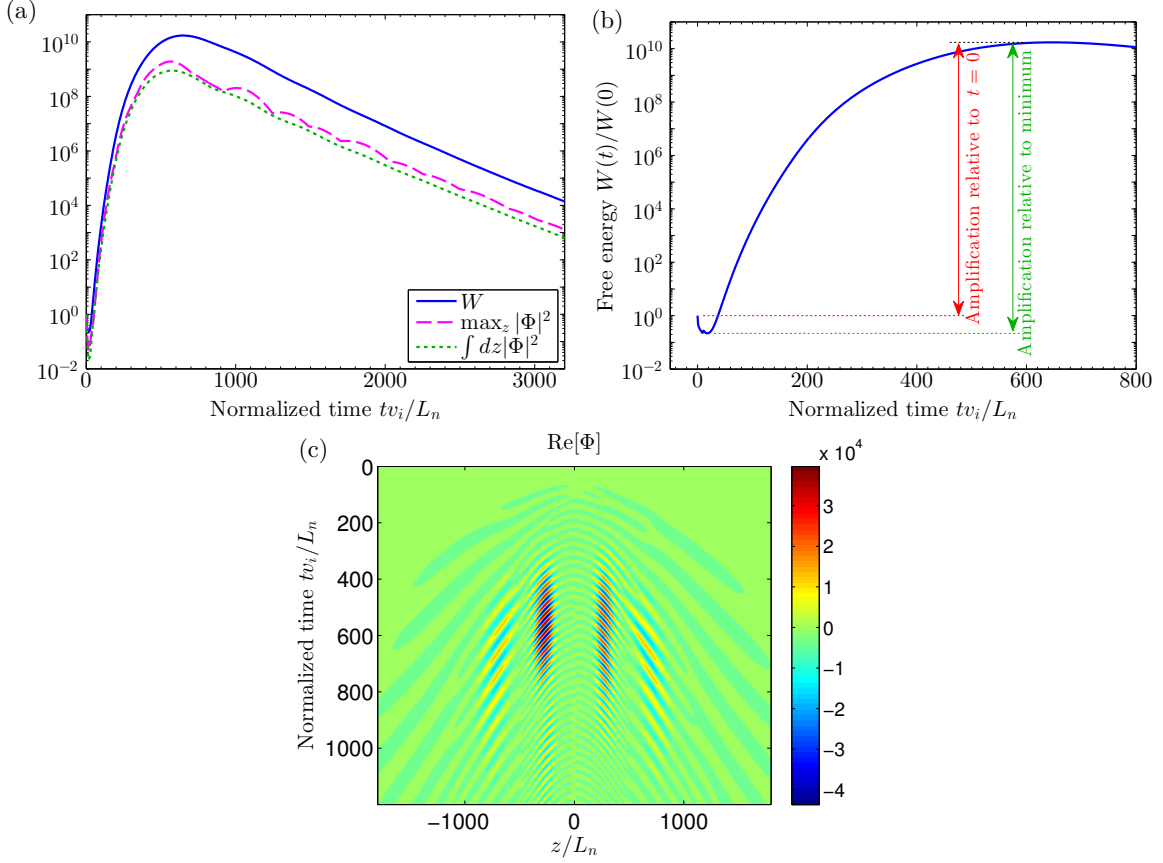 (a)
10^10
10^8
10^6
10^4
10^2
10^0
10^−2
W
max_z |Φ|^2
∫ dz|Φ|^2
0 1000 2000 3000
Normalized time tv_i/L_n
(b)
Free energy W(t)/W(0)
10^10
10^8
10^6
10^4
10^2
10^0
10^−2
Amplification relative to t = 0
Amplification relative to minimum
0 200 400 600 800
Normalized time tv_i/L_n
(c)
Re[Φ]
x 10^4
Normalized time tv_i/L_n
0
200
400
600
800
1000
−1000 0 1000
z/L_n
3
2
1
0
−1
−2
−3
−4